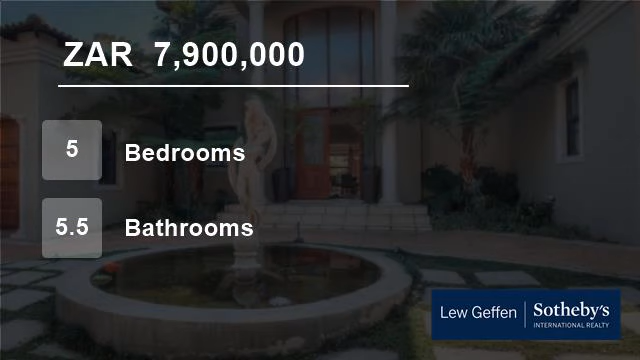 ZAR 7,900,000
5 Bedrooms
5.5 Bathrooms
Lew Geffen
Sotheby's
INTERNATIONAL REALTY